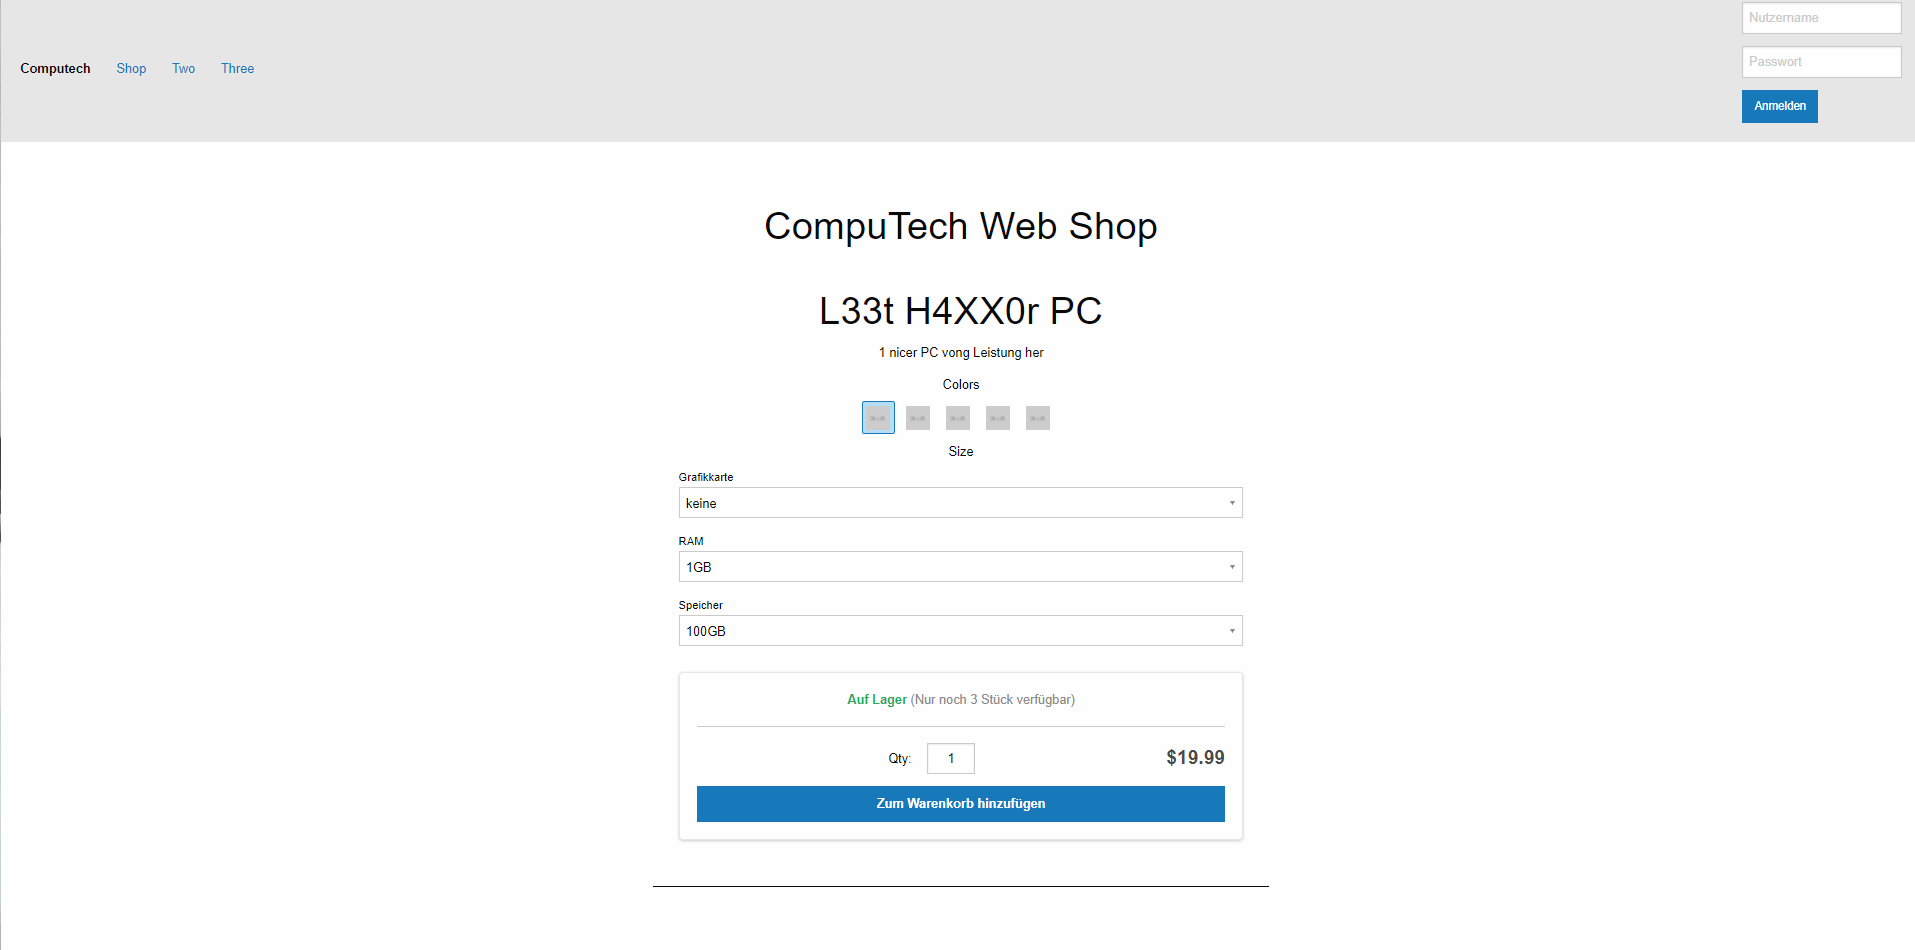 Nutzername
Passwort
Anmelden
Computech Shop Two Three
CompuTech Web Shop
L33t H4XX0r PC
1 nicer PC vong Leistung her
Colors
Size
Grafikkarte
keine
RAM
1GB
Speicher
100GB
Auf Lager (Nur noch 3 Stück verfügbar)
Qty: 1 $19.99
Zum Warenkorb hinzufügen